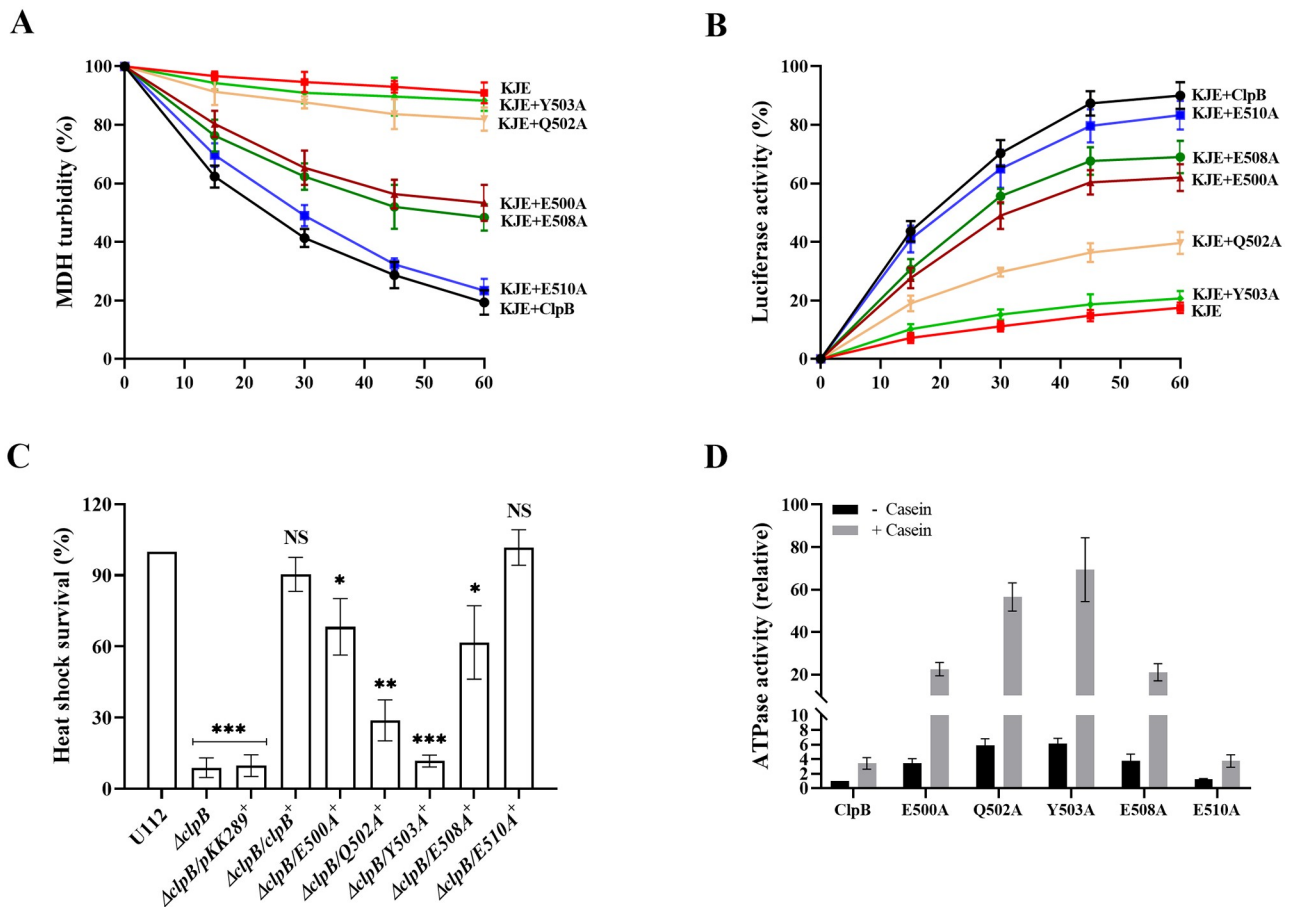 A
MDH turbidity (%)
100
80
60
40
20
0
0 10 20 30 40 50 60
KJE
KJE+Y503A
KJE+Q502A
KJE+E500A
KJE+E508A
KJE+E510A
KJE+ClpB
B
Luciferase activity (%)
100
80
60
40
20
0
0 10 20 30 40 50 60
KJE+ClpB
KJE+E510A
KJE+E508A
KJE+E500A
KJE+Q502A
KJE+Y503A
KJE
C
Heat shock survival (%)
120
90
60
30
0
***
NS
*
**
***
*
NS
U112
ΔclpB
ΔclpB/pKK289+
ΔclpB/clpB+
ΔclpB/E500A+
ΔclpB/Q502A+
ΔclpB/Y503A+
ΔclpB/E508A+
ΔclpB/E510A+
D
ATPase activity (relative)
100
80
60
40
20
10
8
6
4
2
0
- Casein
+ Casein
ClpB E500A Q502A Y503A E508A E510A